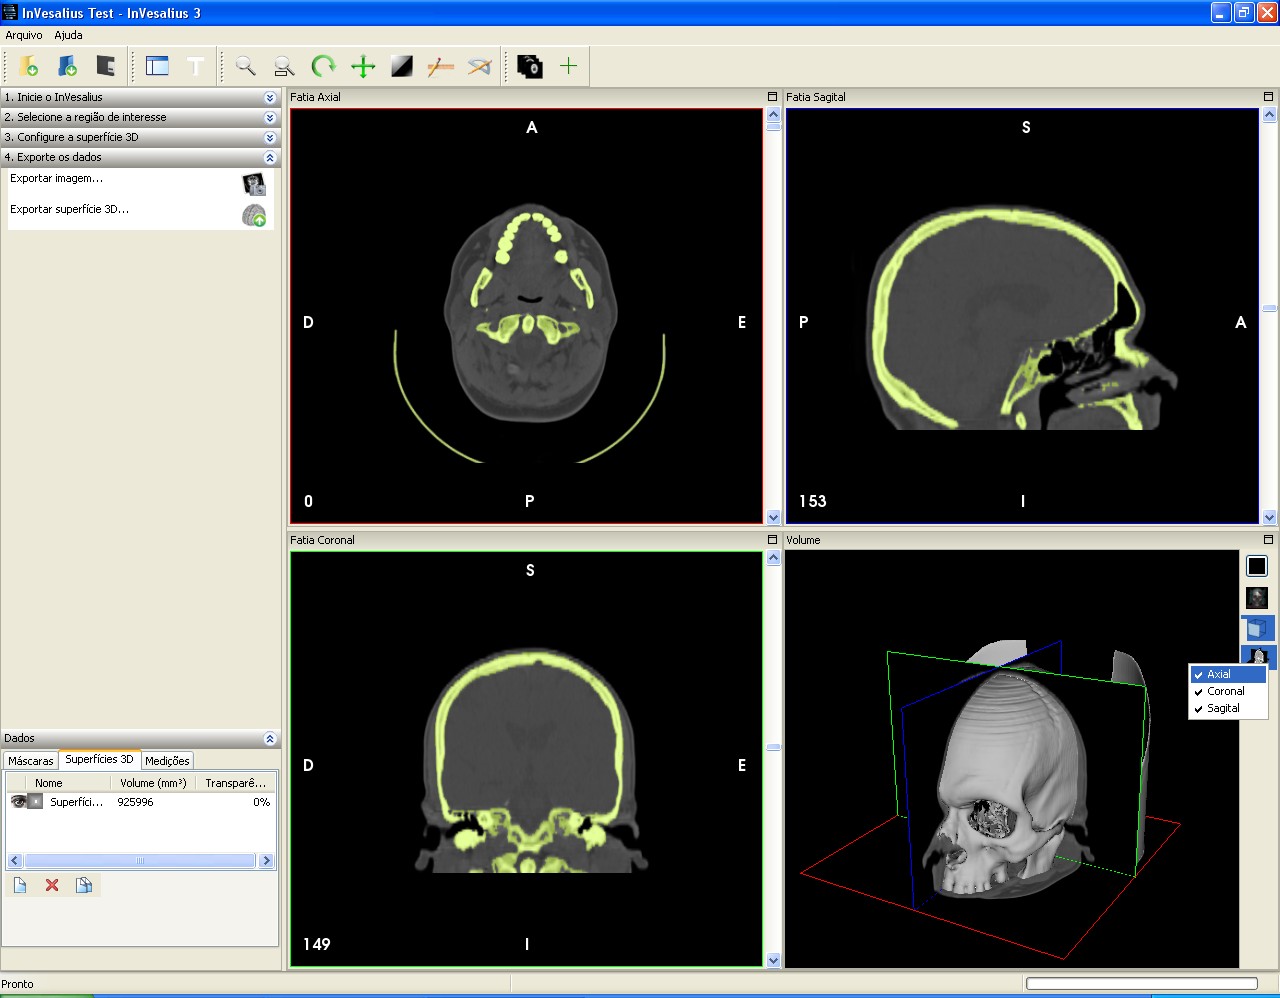 InVesalius Test - InVesalius 3
Arquivo Ajuda
1. Inicie o InVesalius
2. Selecione a região de interesse
3. Configure a superfície 3D
4. Exporte os dados
Exportar imagem...
Exportar superfície 3D...
Dados
Máscaras Superfícies 3D Medições
Nome Volume (mm³) Transparê...
Superfíci... 925996 0%
Fatia Axial
A
D E
0 P
Fatia Sagital
S
P A
153 I
Fatia Coronal
S
D E
149 I
Volume
Axial
Coronal
Sagital
Pronto